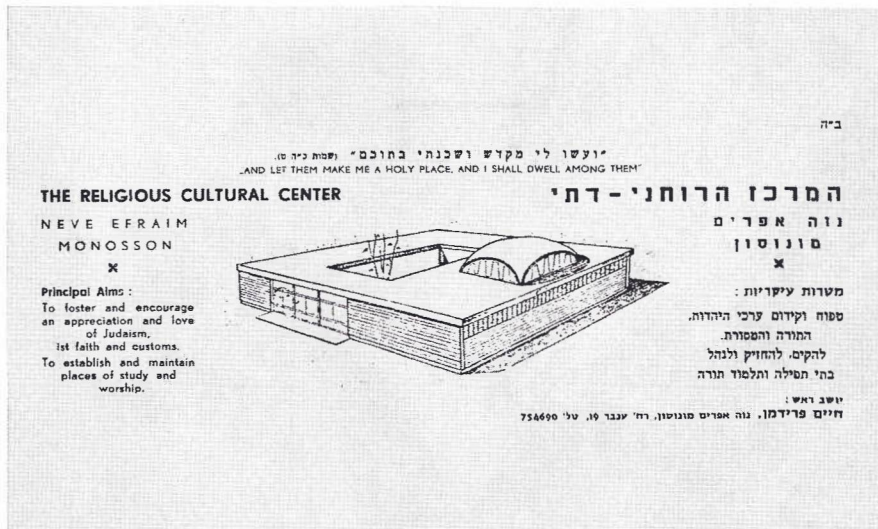 ב״ה
״ועשו לי מקדש ושכנתי בתוכם״ (שמות כ״ה ט).
„AND LET THEM MAKE ME A HOLY PLACE, AND I SHALL DWELL AMONG THEM”
THE RELIGIOUS CULTURAL CENTER
NEVE EFRAIM
MONOSSON
Principal Aims :
To foster and encourage
an appreciation and love
of Judaism,
ist faith and customs.
To establish and maintain
places of study and
worship.
המרכז הרוחני-דתי
נוה אפרים
מונוסון
מטרות עיקריות :
טפוח וקידום ערכי היהדות,
התורה והמסורת.
להקים, להחזיק ולנהל
בתי תפילה ותלמוד תורה
יושב ראש :
חיים פרידמן, נוה אפרים מונוסון, רח׳ ענבר 19, טל׳ 754690